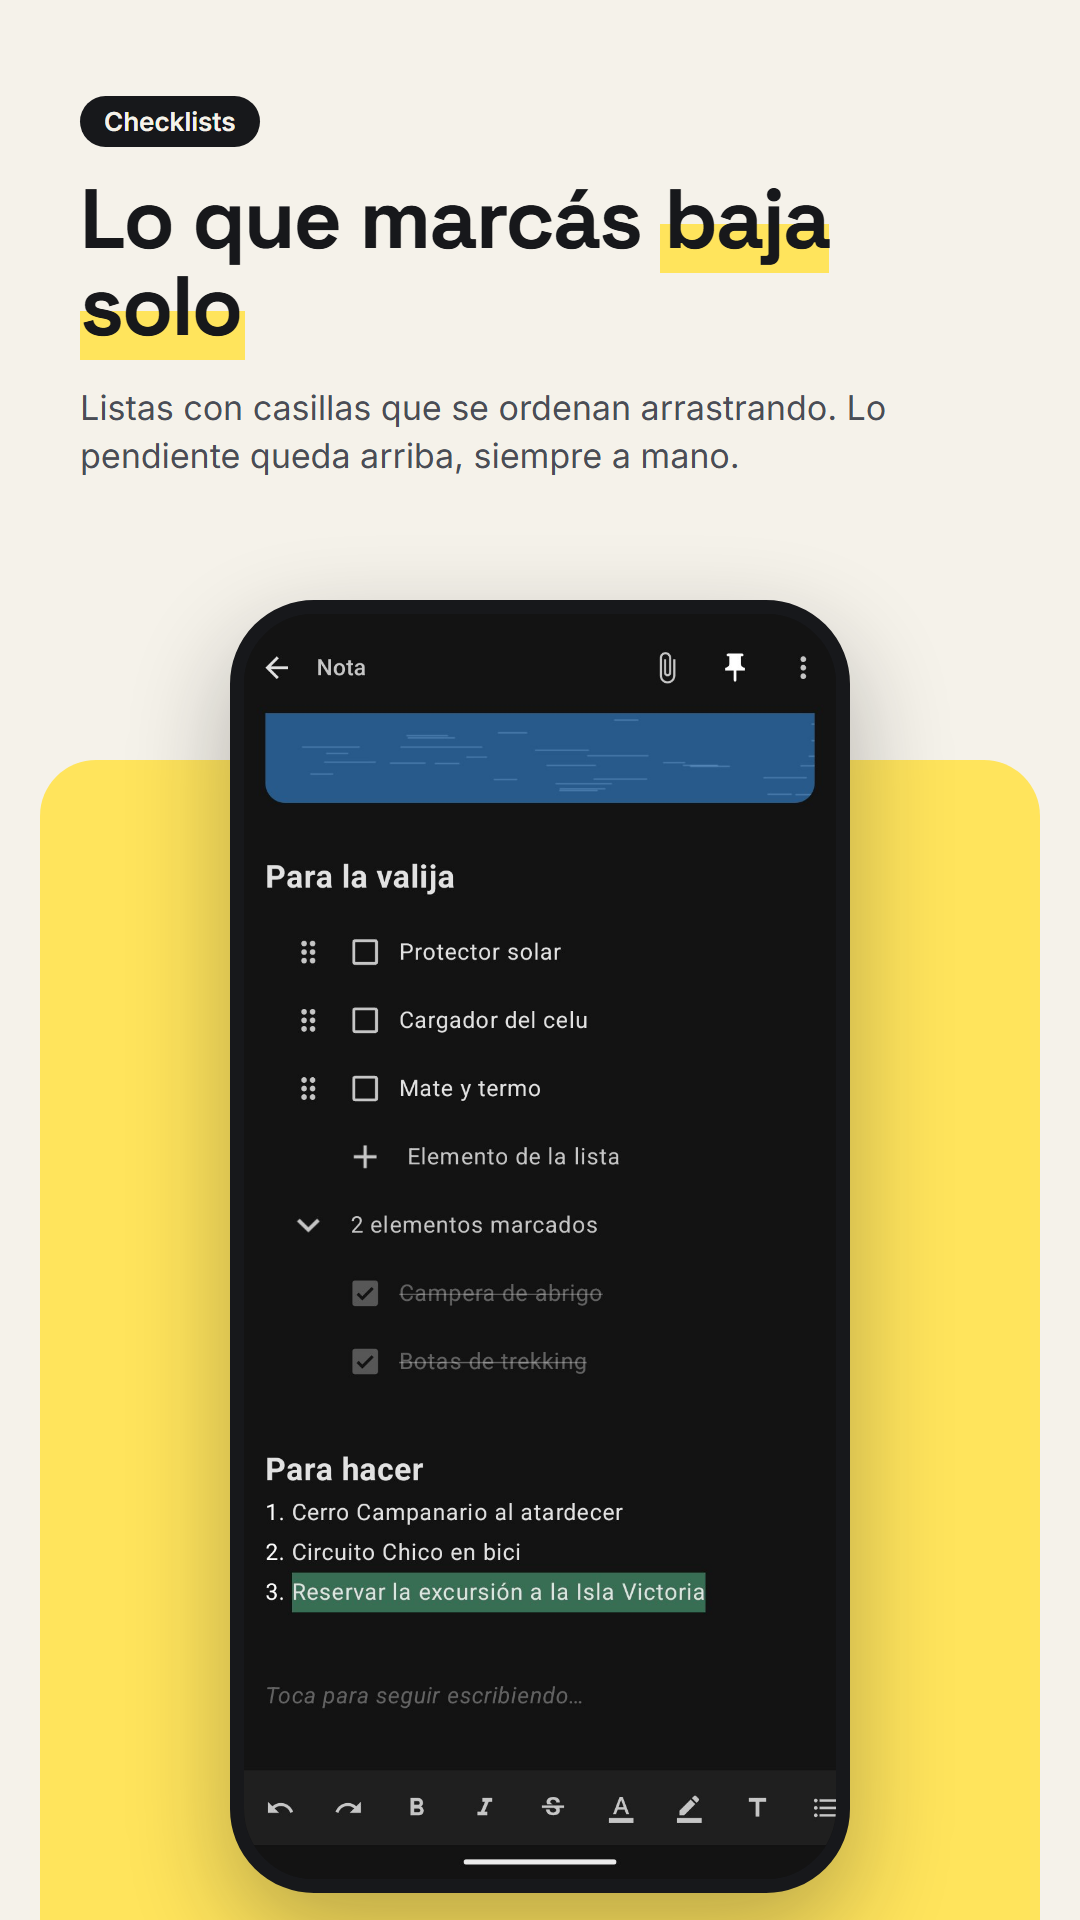 Checklists
Lo que marcás baja
solo
Listas con casillas que se ordenan arrastrando. Lo
pendiente queda arriba, siempre a mano.
Nota
Para la valija
Protector solar
Cargador del celu
Mate y termo
Elemento de la lista
2 elementos marcados
Campera de abrigo
Botas de trekking
Para hacer
1. Cerro Campanario al atardecer
2. Circuito Chico en bici
3. Reservar la excursión a la Isla Victoria
Toca para seguir escribiendo…
B I S A T